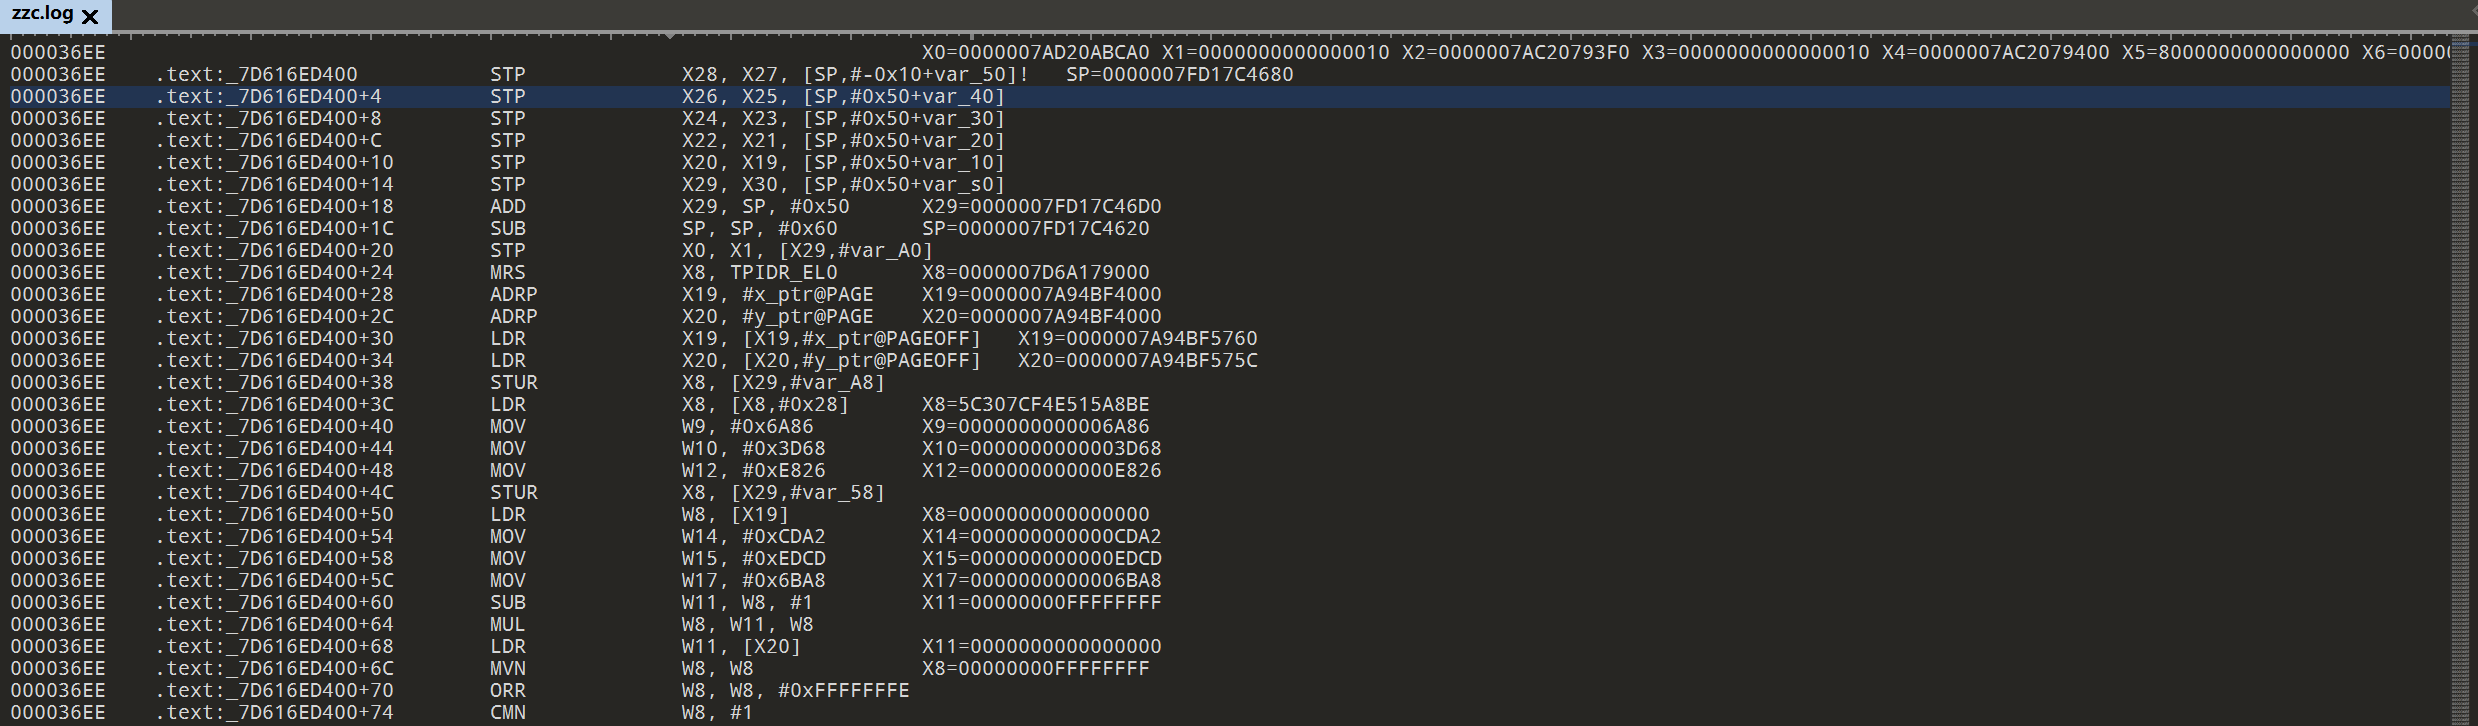 zzc.log
000036EE X0=0000007AD20ABCA0 X1=0000000000000010 X2=0000007AC20793F0 X3=0000000000000010 X4=0000007AC2079400 X5=8000000000000000 X6=0000
000036EE .text:_7D616ED400 STP X28, X27, [SP,#-0x10+var_50]! SP=0000007FD17C4680
000036EE .text:_7D616ED400+4 STP X26, X25, [SP,#0x50+var_40]
000036EE .text:_7D616ED400+8 STP X24, X23, [SP,#0x50+var_30]
000036EE .text:_7D616ED400+C STP X22, X21, [SP,#0x50+var_20]
000036EE .text:_7D616ED400+10 STP X20, X19, [SP,#0x50+var_10]
000036EE .text:_7D616ED400+14 STP X29, X30, [SP,#0x50+var_s0]
000036EE .text:_7D616ED400+18 ADD X29, SP, #0x50 X29=0000007FD17C46D0
000036EE .text:_7D616ED400+1C SUB SP, SP, #0x60 SP=0000007FD17C4620
000036EE .text:_7D616ED400+20 STP X0, X1, [X29,#var_A0]
000036EE .text:_7D616ED400+24 MRS X8, TPIDR_EL0 X8=0000007D6A179000
000036EE .text:_7D616ED400+28 ADRP X19, #x_ptr@PAGE X19=0000007A94BF4000
000036EE .text:_7D616ED400+2C ADRP X20, #y_ptr@PAGE X20=0000007A94BF4000
000036EE .text:_7D616ED400+30 LDR X19, [X19,#x_ptr@PAGEOFF] X19=0000007A94BF5760
000036EE .text:_7D616ED400+34 LDR X20, [X20,#y_ptr@PAGEOFF] X20=0000007A94BF575C
000036EE .text:_7D616ED400+38 STUR X8, [X29,#var_A8]
000036EE .text:_7D616ED400+3C LDR X8, [X8,#0x28] X8=5C307CF4E515A8BE
000036EE .text:_7D616ED400+40 MOV W9, #0x6A86 X9=0000000000006A86
000036EE .text:_7D616ED400+44 MOV W10, #0x3D68 X10=0000000000003D68
000036EE .text:_7D616ED400+48 MOV W12, #0xE826 X12=000000000000E826
000036EE .text:_7D616ED400+4C STUR X8, [X29,#var_58]
000036EE .text:_7D616ED400+50 LDR W8, [X19] X8=0000000000000000
000036EE .text:_7D616ED400+54 MOV W14, #0xCDA2 X14=000000000000CDA2
000036EE .text:_7D616ED400+58 MOV W15, #0xEDCD X15=000000000000EDCD
000036EE .text:_7D616ED400+5C MOV W17, #0x6BA8 X17=0000000000006BA8
000036EE .text:_7D616ED400+60 SUB W11, W8, #1 X11=00000000FFFFFFFF
000036EE .text:_7D616ED400+64 MUL W8, W11, W8
000036EE .text:_7D616ED400+68 LDR W11, [X20] X11=0000000000000000
000036EE .text:_7D616ED400+6C MVN W8, W8 X8=00000000FFFFFFFF
000036EE .text:_7D616ED400+70 ORR W8, W8, #0xFFFFFFFE
000036EE .text:_7D616ED400+74 CMN W8, #1